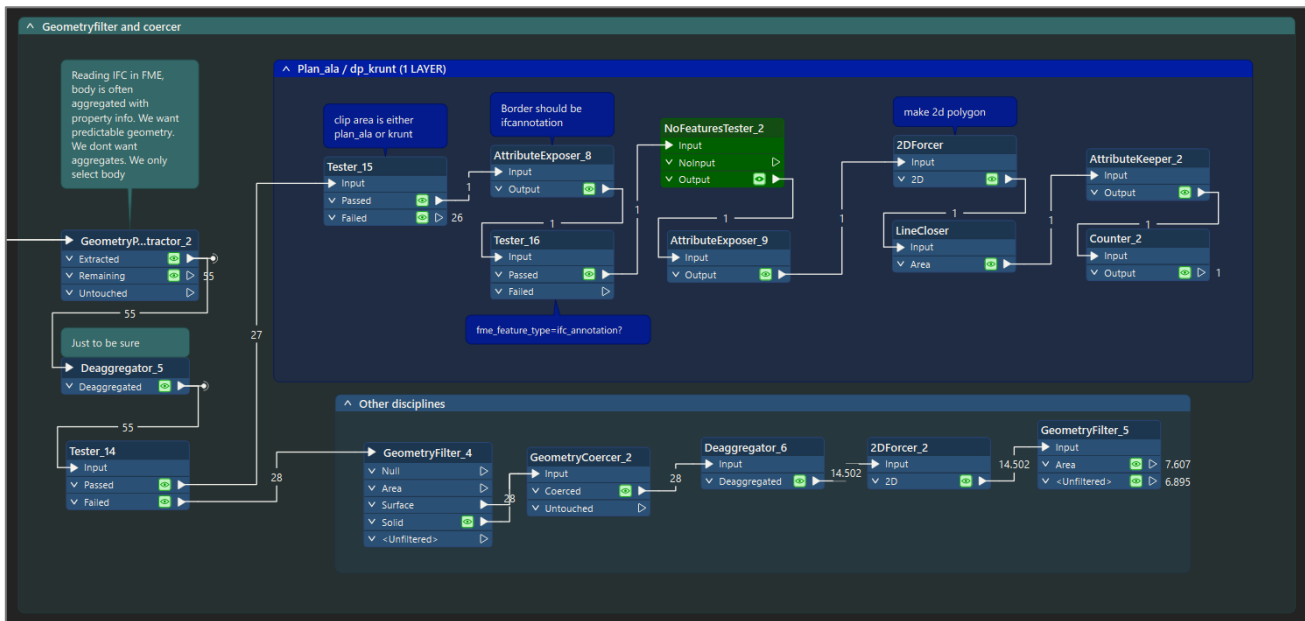 Geometryfilter and coercer
Reading IFC in FME,
body is often
aggregated with
property info. We want
predictable geometry.
We dont want
aggregates. We only
select body
GeometryP...tractor_2
Extracted
Remaining
55
Untouched
55
Just to be sure
Deaggregator_5
Deaggregated
55
Tester_14
Input
Passed
Failed
27
28
Plan_ala / dp_krunt (1 LAYER)
clip area is either
plan_ala or krunt
Tester_15
Input
Passed
1
Failed
26
Border should be
ifcannotation
AttributeExposer_8
Input
Output
1
Tester_16
Input
Passed
Failed
fme_feature_type=ifc_annotation?
1
NoFeaturesTester_2
Input
NoInput
Output
1
AttributeExposer_9
Input
Output
1
make 2d polygon
2DForcer
Input
2D
1
LineCloser
Input
Area
1
AttributeKeeper_2
Input
Output
1
Counter_2
Input
Output
1
Other disciplines
GeometryFilter_4
Null
Area
Surface
Solid
<Unfiltered>
28
GeometryCoercer_2
Input
Coerced
Untouched
28
Deaggregator_6
Input
Deaggregated
14.502
2DForcer_2
Input
2D
14.502
GeometryFilter_5
Input
Area
7.607
<Unfiltered>
6.895